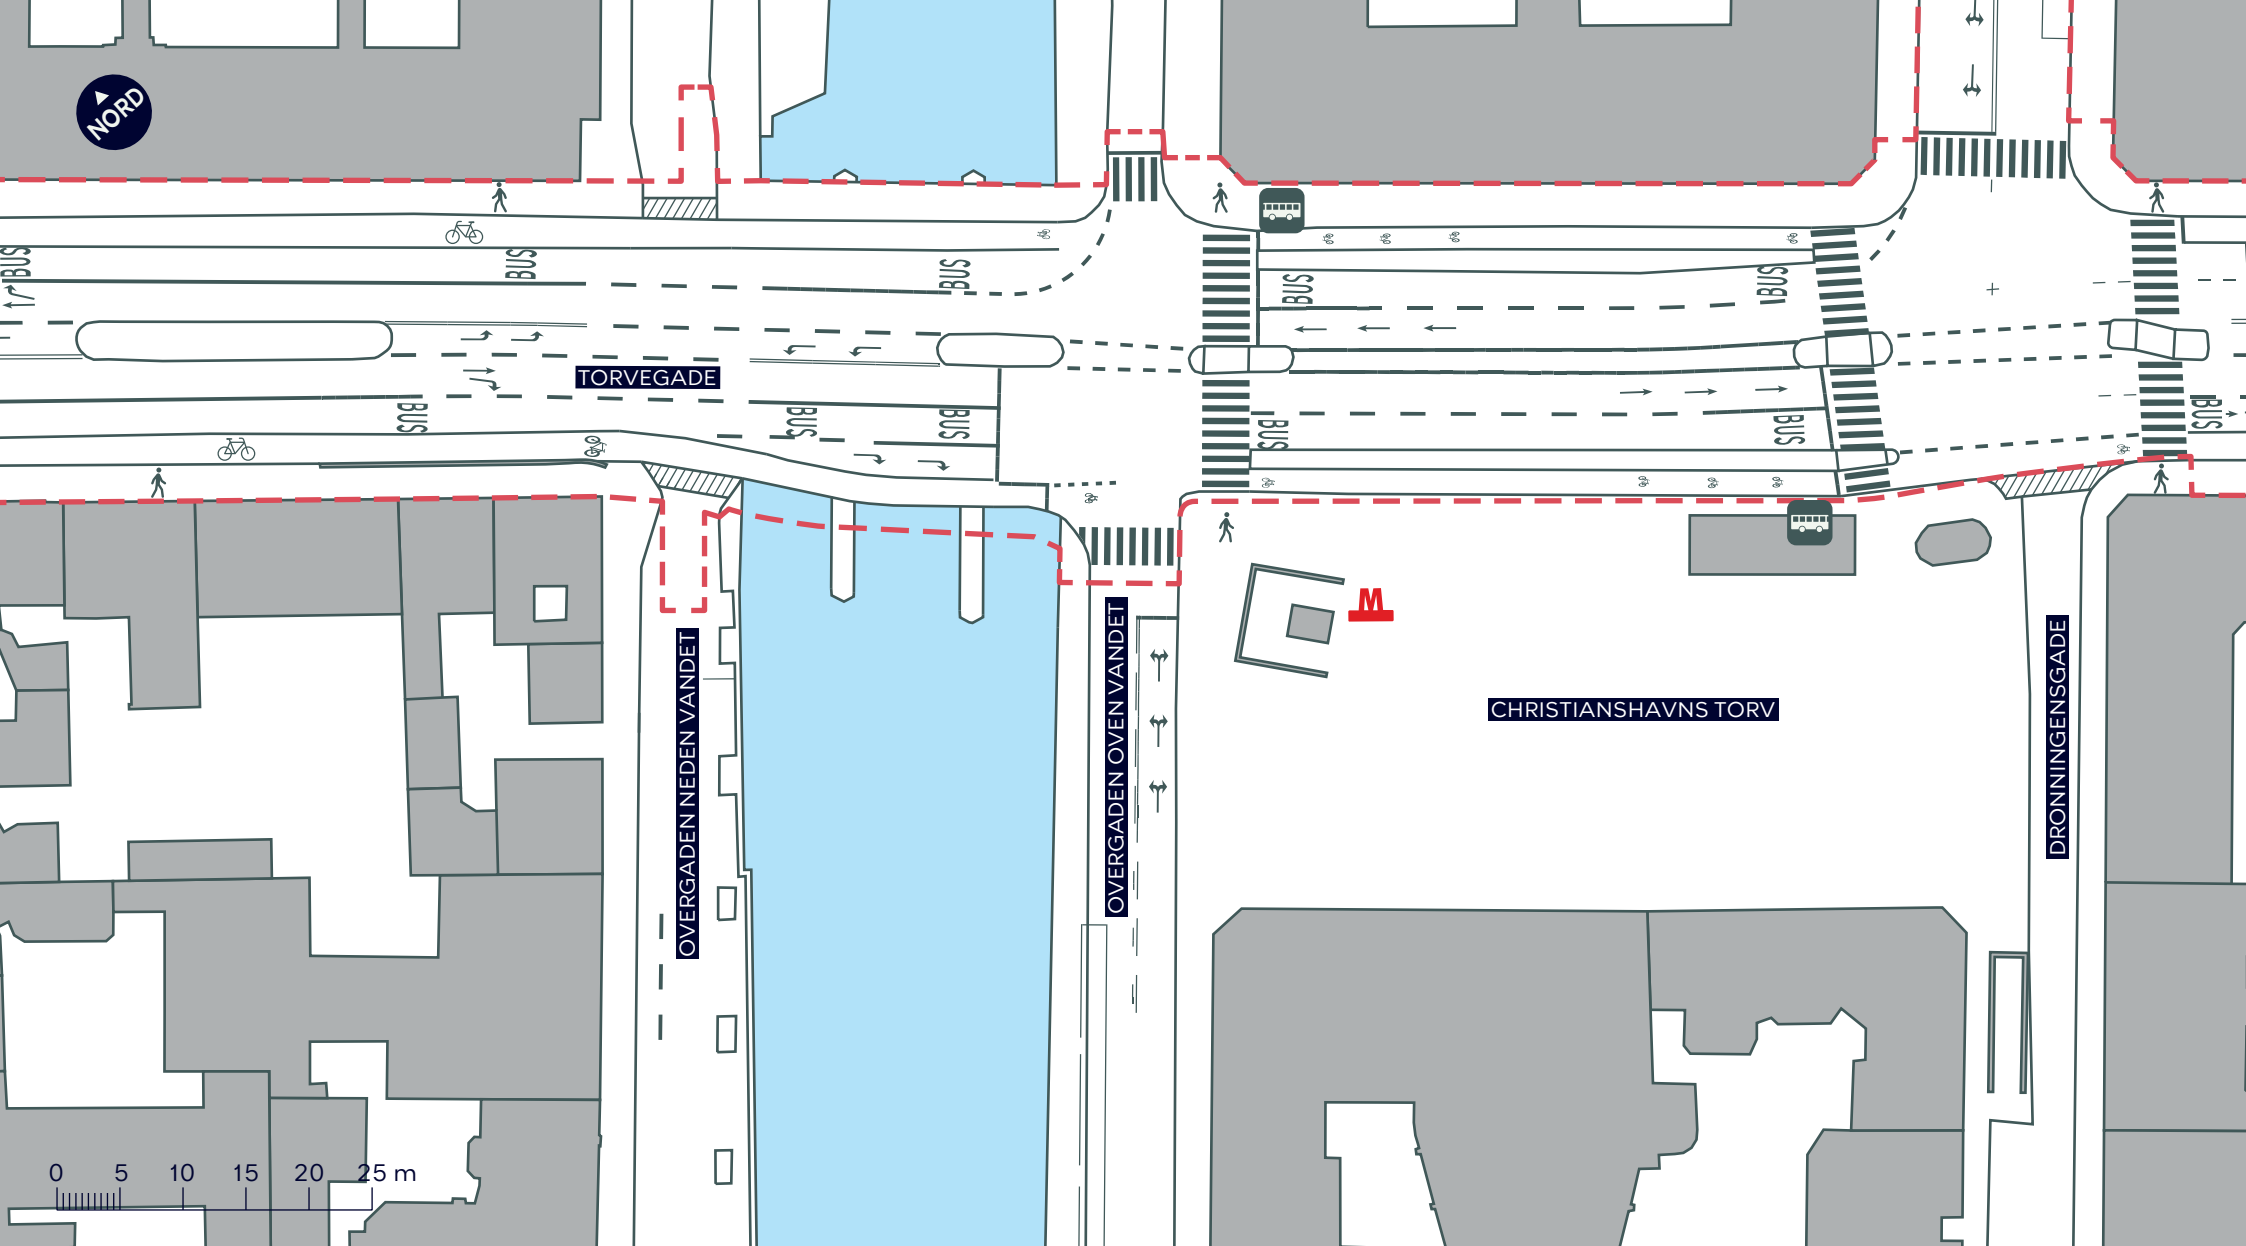 NORD
BUS
BUS
BUS
BUS
BUS
TORVEGADE
BUS
BUS
BUS
BUS
BUS
BUS
M
OVERGADEN NEDEN VANDET
OVERGADEN OVEN VANDET
CHRISTIANSHAVNS TORV
DRONNINGENSGADE
0 5 10 15 20 25 m